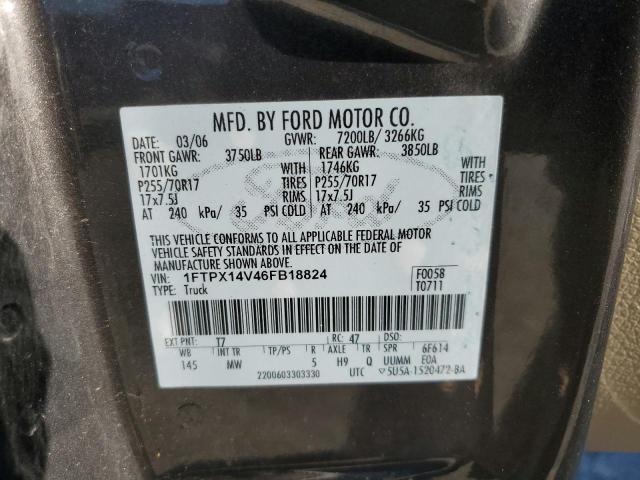 MFD. BY FORD MOTOR CO.
DATE: 03/06 GVWR: 7200LB/ 3266KG
FRONT GAWR: 3750LB REAR GAWR: 3850LB
1701KG WITH 1746KG WITH
P255/70R17 TIRES P255/70R17 TIRES
17x7.5J RIMS 17x7.5J RIMS
AT 240 kPa/ 35 PSI COLD AT 240 kPa/ 35 PSI COLD
THIS VEHICLE CONFORMS TO ALL APPLICABLE FEDERAL MOTOR
VEHICLE SAFETY STANDARDS IN EFFECT ON THE DATE OF
MANUFACTURE SHOWN ABOVE.
VIN: 1FTPX14V46FB18824 F0058
TYPE: Truck T0711
EXT PNT: T7 RC: 47 DSO:
WB INT TR TP/PS R AXLE TR SPR 6F614
145 MW 5 H9 Q UUMM E0A
2200603303330 UTC ▽5U5A-1520472-BA
Ford